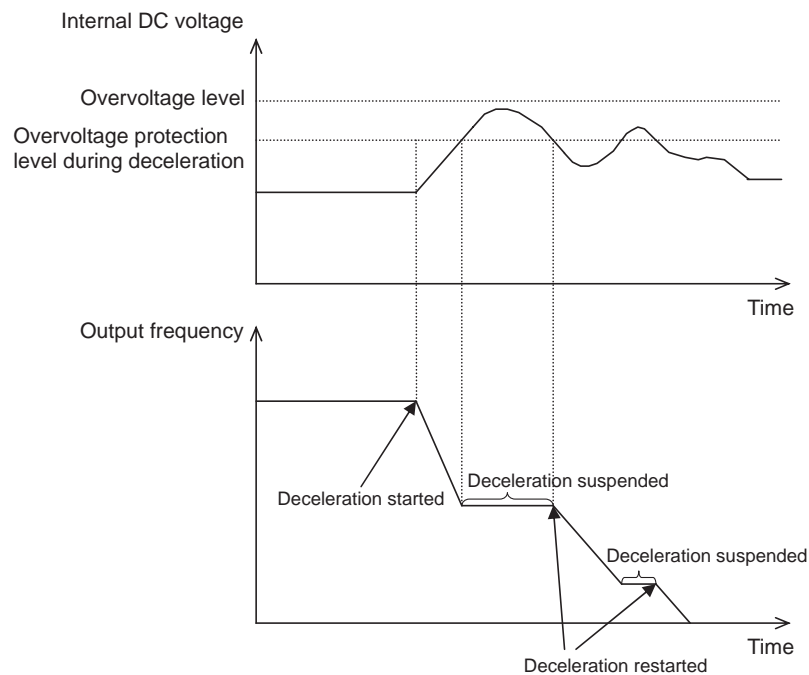 Internal DC voltage
Overvoltage level
Overvoltage protection
level during deceleration
Time
Output frequency
Deceleration suspended
Deceleration started
Deceleration suspended
Time
Deceleration restarted